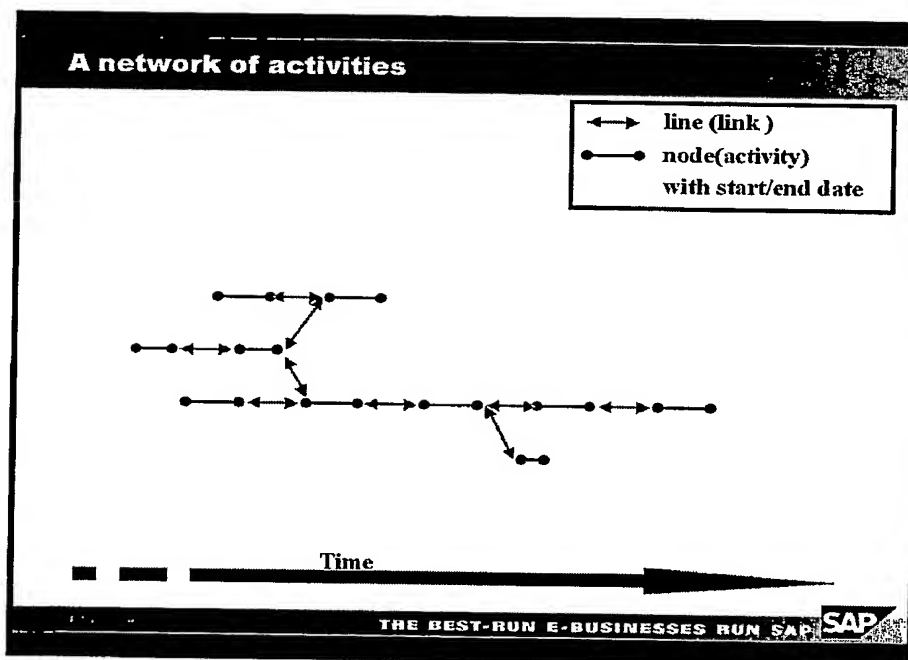 A network of activities
line (link )
node(activity)
with start/end date
Time
THE BEST-RUN E-BUSINESSES RUN SAP
SAP